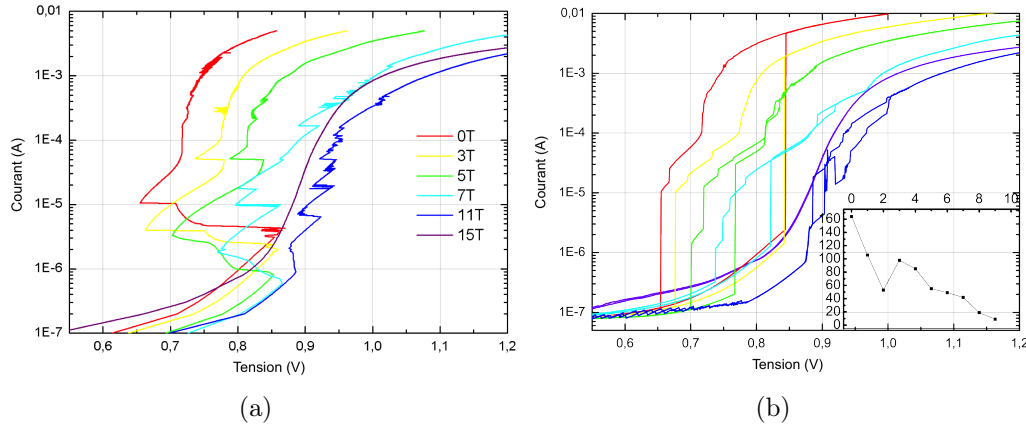 0,01
1E-3
1E-4
1E-5
1E-6
1E-7
Courant (A)
0T
3T
5T
7T
11T
15T
0,6 0,7 0,8 0,9 1,0 1,1 1,2
Tension (V)
(a)
0,01
1E-3
1E-4
1E-5
1E-6
1E-7
Courant (A)
0 2 4 6 8 10
160
140
120
100
80
60
40
20
0
0,6 0,7 0,8 0,9 1,0 1,1 1,2
Tension (V)
(b)